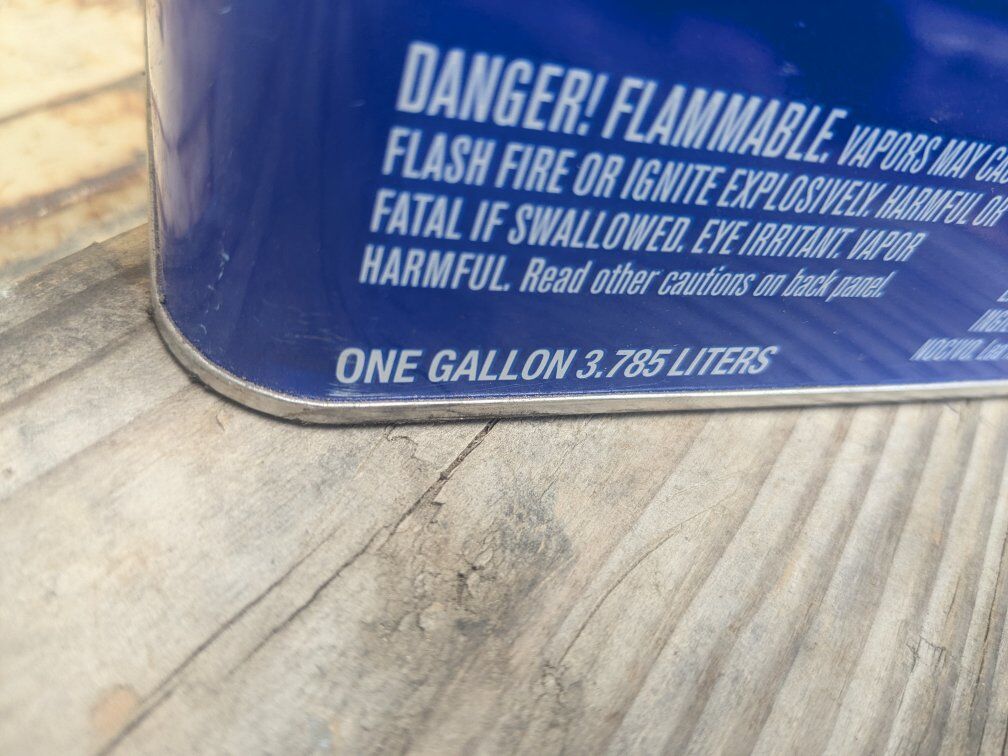 DANGER! FLAMMABLE. VAPORS MAY
FLASH FIRE OR IGNITE EXPLOSIVELY. HARMFUL OR
FATAL IF SWALLOWED. EYE IRRITANT. VAPOR
HARMFUL. Read other cautions on back panel.
ONE GALLON 3.785 LITERS
NOCIVO.